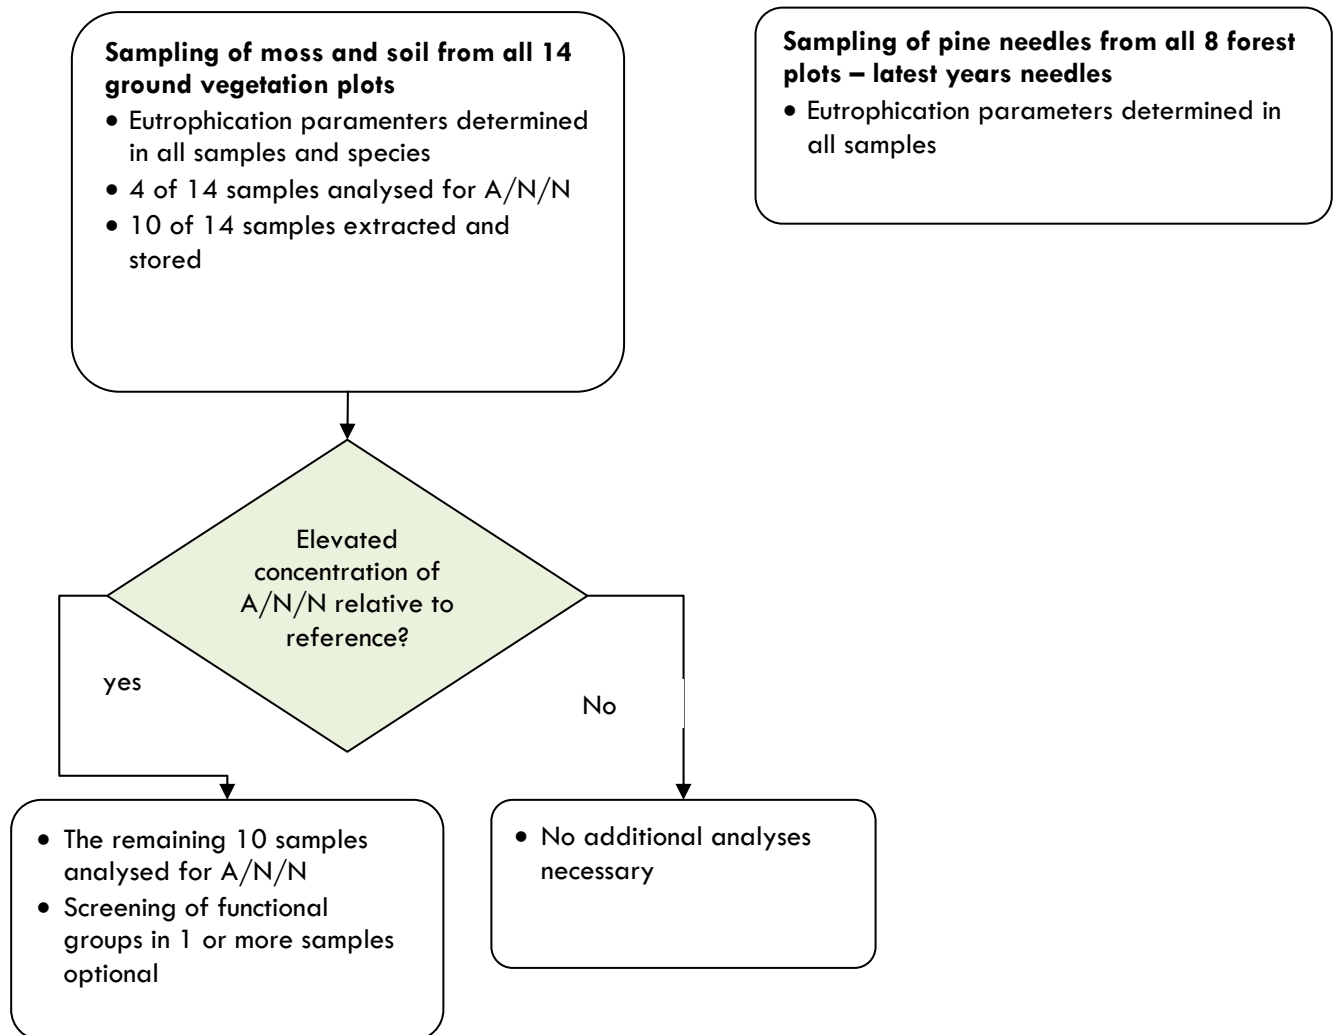 Sampling of moss and soil from all 14
ground vegetation plots
• Eutrophication paramenters determined
in all samples and species
• 4 of 14 samples analysed for A/N/N
• 10 of 14 samples extracted and
stored
Sampling of pine needles from all 8 forest
plots – latest years needles
• Eutrophication parameters determined in
all samples
Elevated
concentration of
A/N/N relative to
reference?
yes
No
• The remaining 10 samples
analysed for A/N/N
• Screening of functional
groups in 1 or more samples
optional
• No additional analyses
necessary